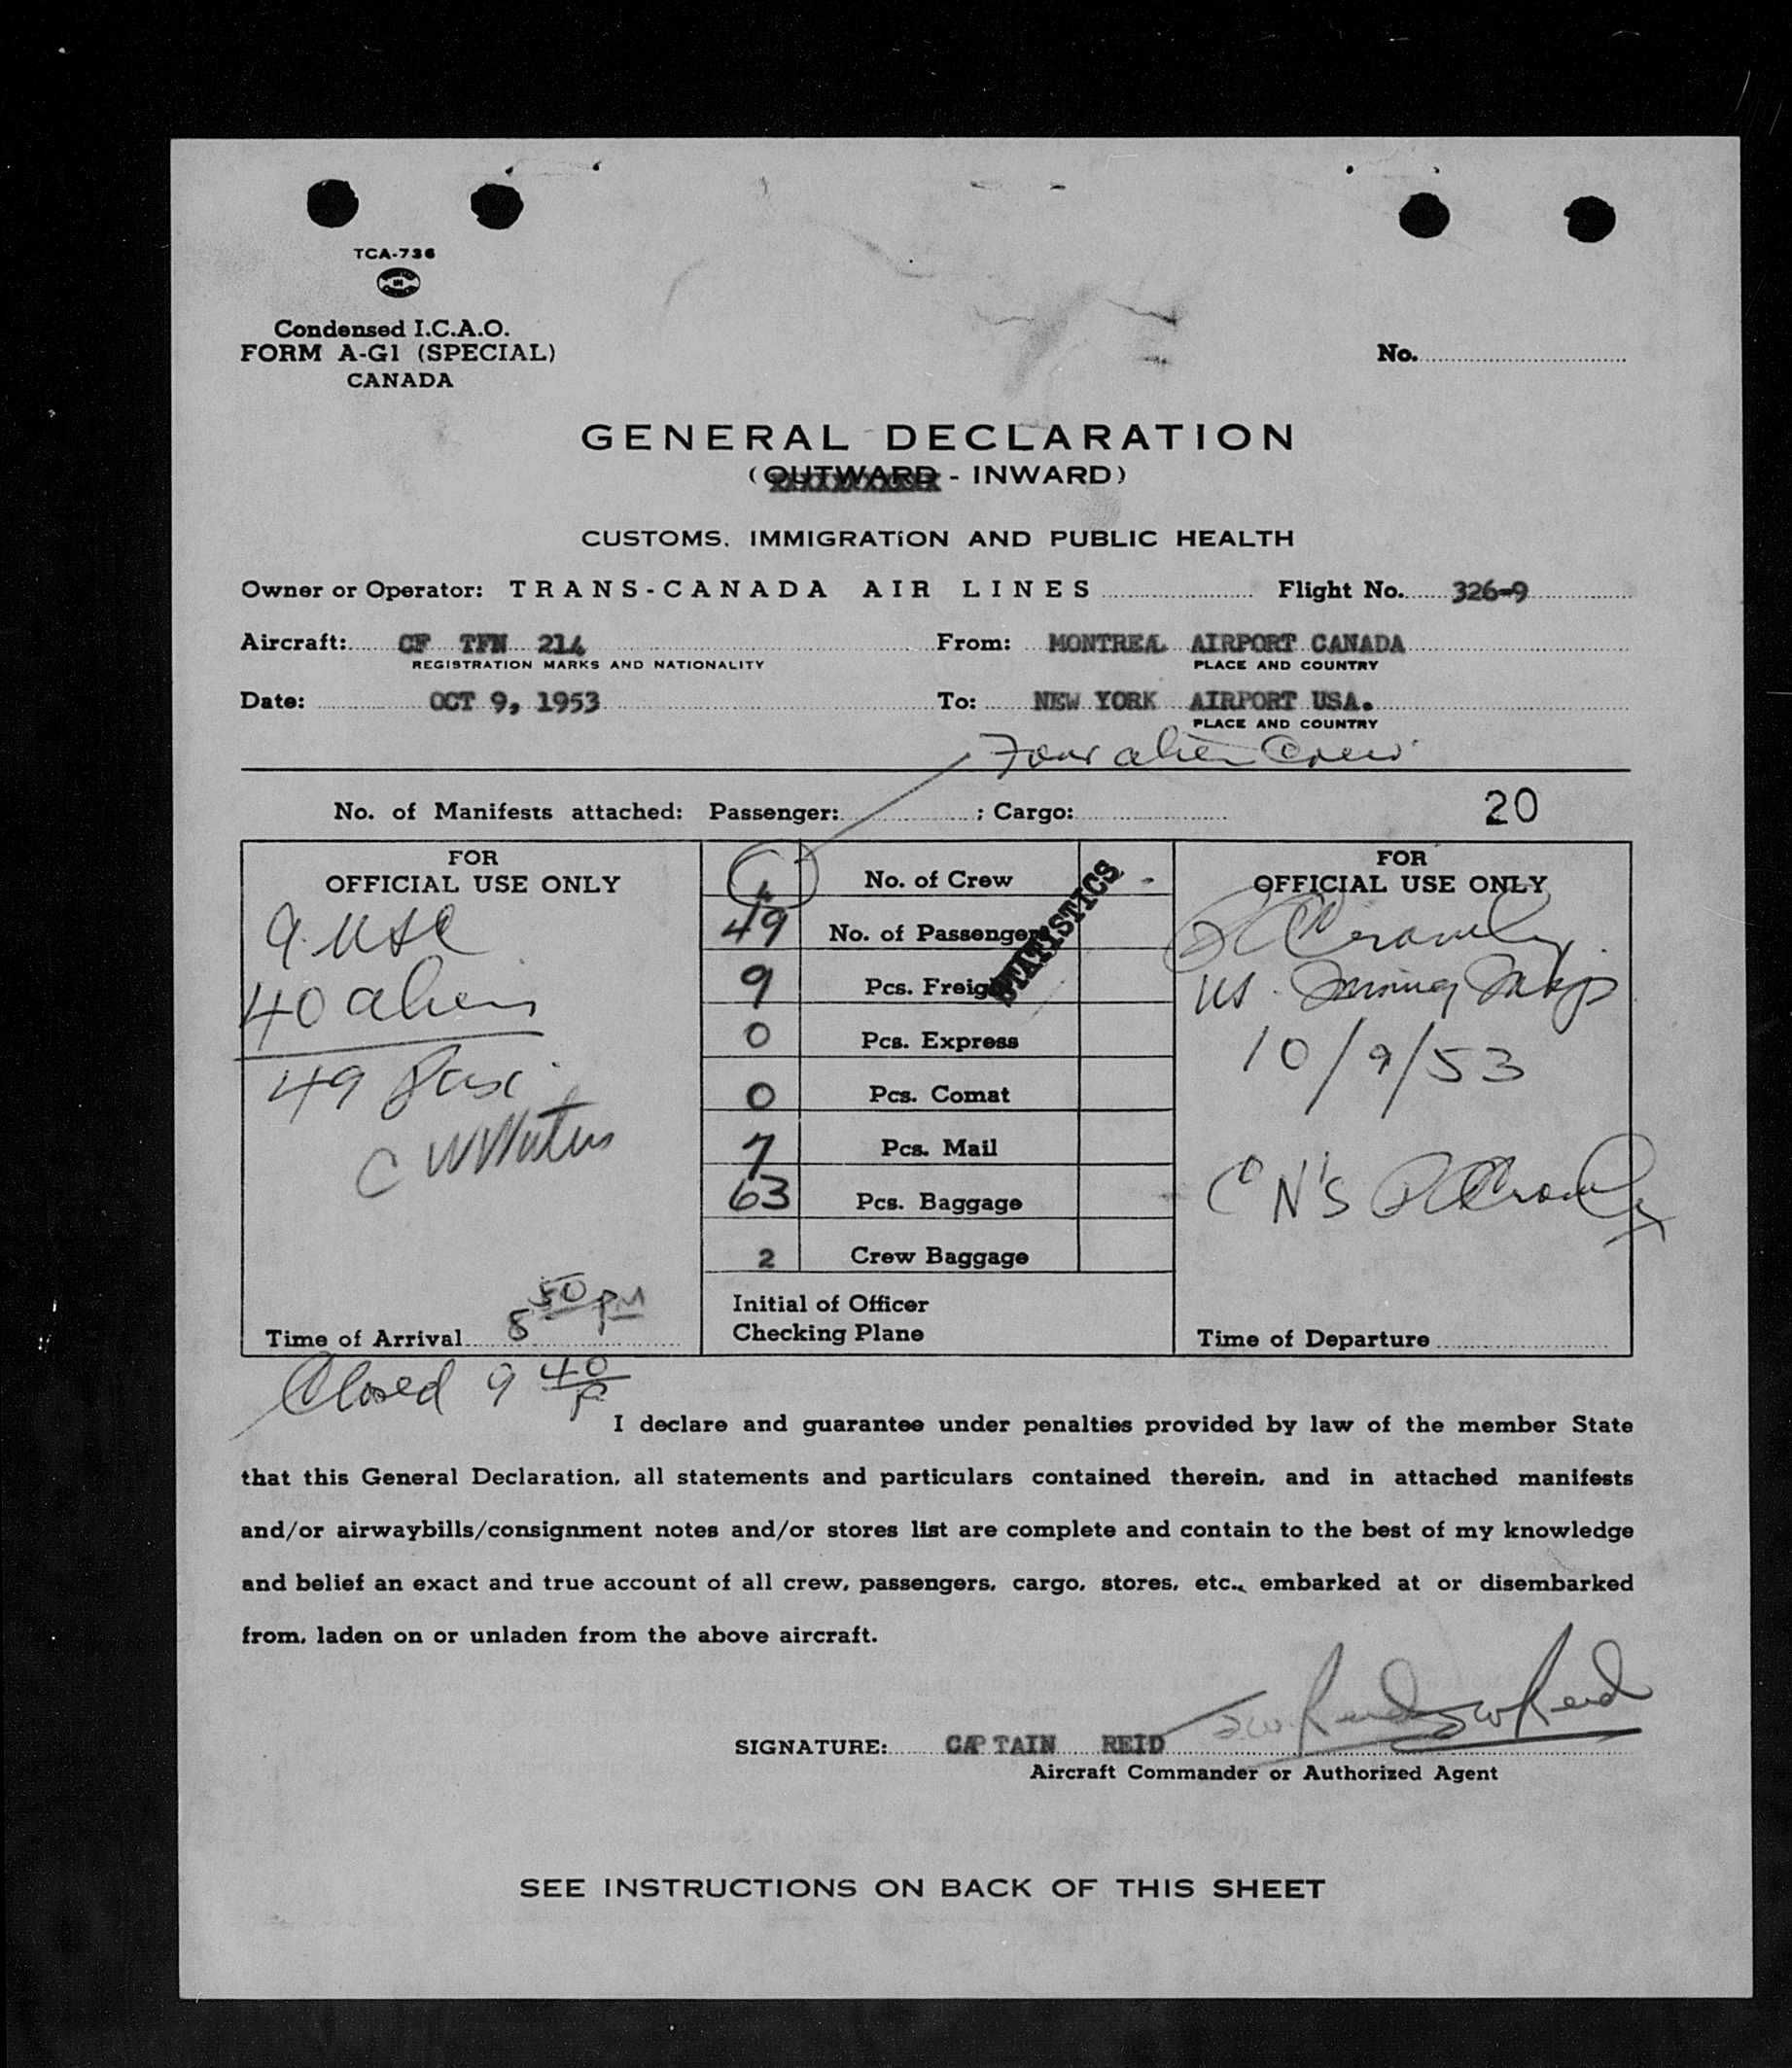 TCA-736
Condensed I.C.A.O.
FORM A-G1 (SPECIAL)
CANADA
No.
GENERAL DECLARATION
(OUTWARD - INWARD)
CUSTOMS, IMMIGRATION AND PUBLIC HEALTH
Owner or Operator: TRANS-CANADA AIR LINES Flight No. 326-9
Aircraft: CF TFN 214 From: MONTREAL AIRPORT CANADA
REGISTRATION MARKS AND NATIONALITY PLACE AND COUNTRY
Date: OCT 9, 1953 To: NEW YORK AIRPORT USA.
PLACE AND COUNTRY
Four alien Crew
No. of Manifests attached: Passenger: ; Cargo: 20
FOR
OFFICIAL USE ONLY
9 USC
40 alien
49 Pass.
Time of Arrival 8 50 PM
4 No. of Crew
49 No. of Passengers
9 Pcs. Freight
0 Pcs. Express
0 Pcs. Comat
7 Pcs. Mail
63 Pcs. Baggage
2 Crew Baggage
STATISTICS
Initial of Officer
Checking Plane
FOR
OFFICIAL USE ONLY
US
10/9/53
Time of Departure
Closed 9 40 P
I declare and guarantee under penalties provided by law of the member State
that this General Declaration, all statements and particulars contained therein, and in attached manifests
and/or airwaybills/consignment notes and/or stores list are complete and contain to the best of my knowledge
and belief an exact and true account of all crew, passengers, cargo, stores, etc., embarked at or disembarked
from, laden on or unladen from the above aircraft.
SIGNATURE: CAPTAIN REID
Aircraft Commander or Authorized Agent
SEE INSTRUCTIONS ON BACK OF THIS SHEET